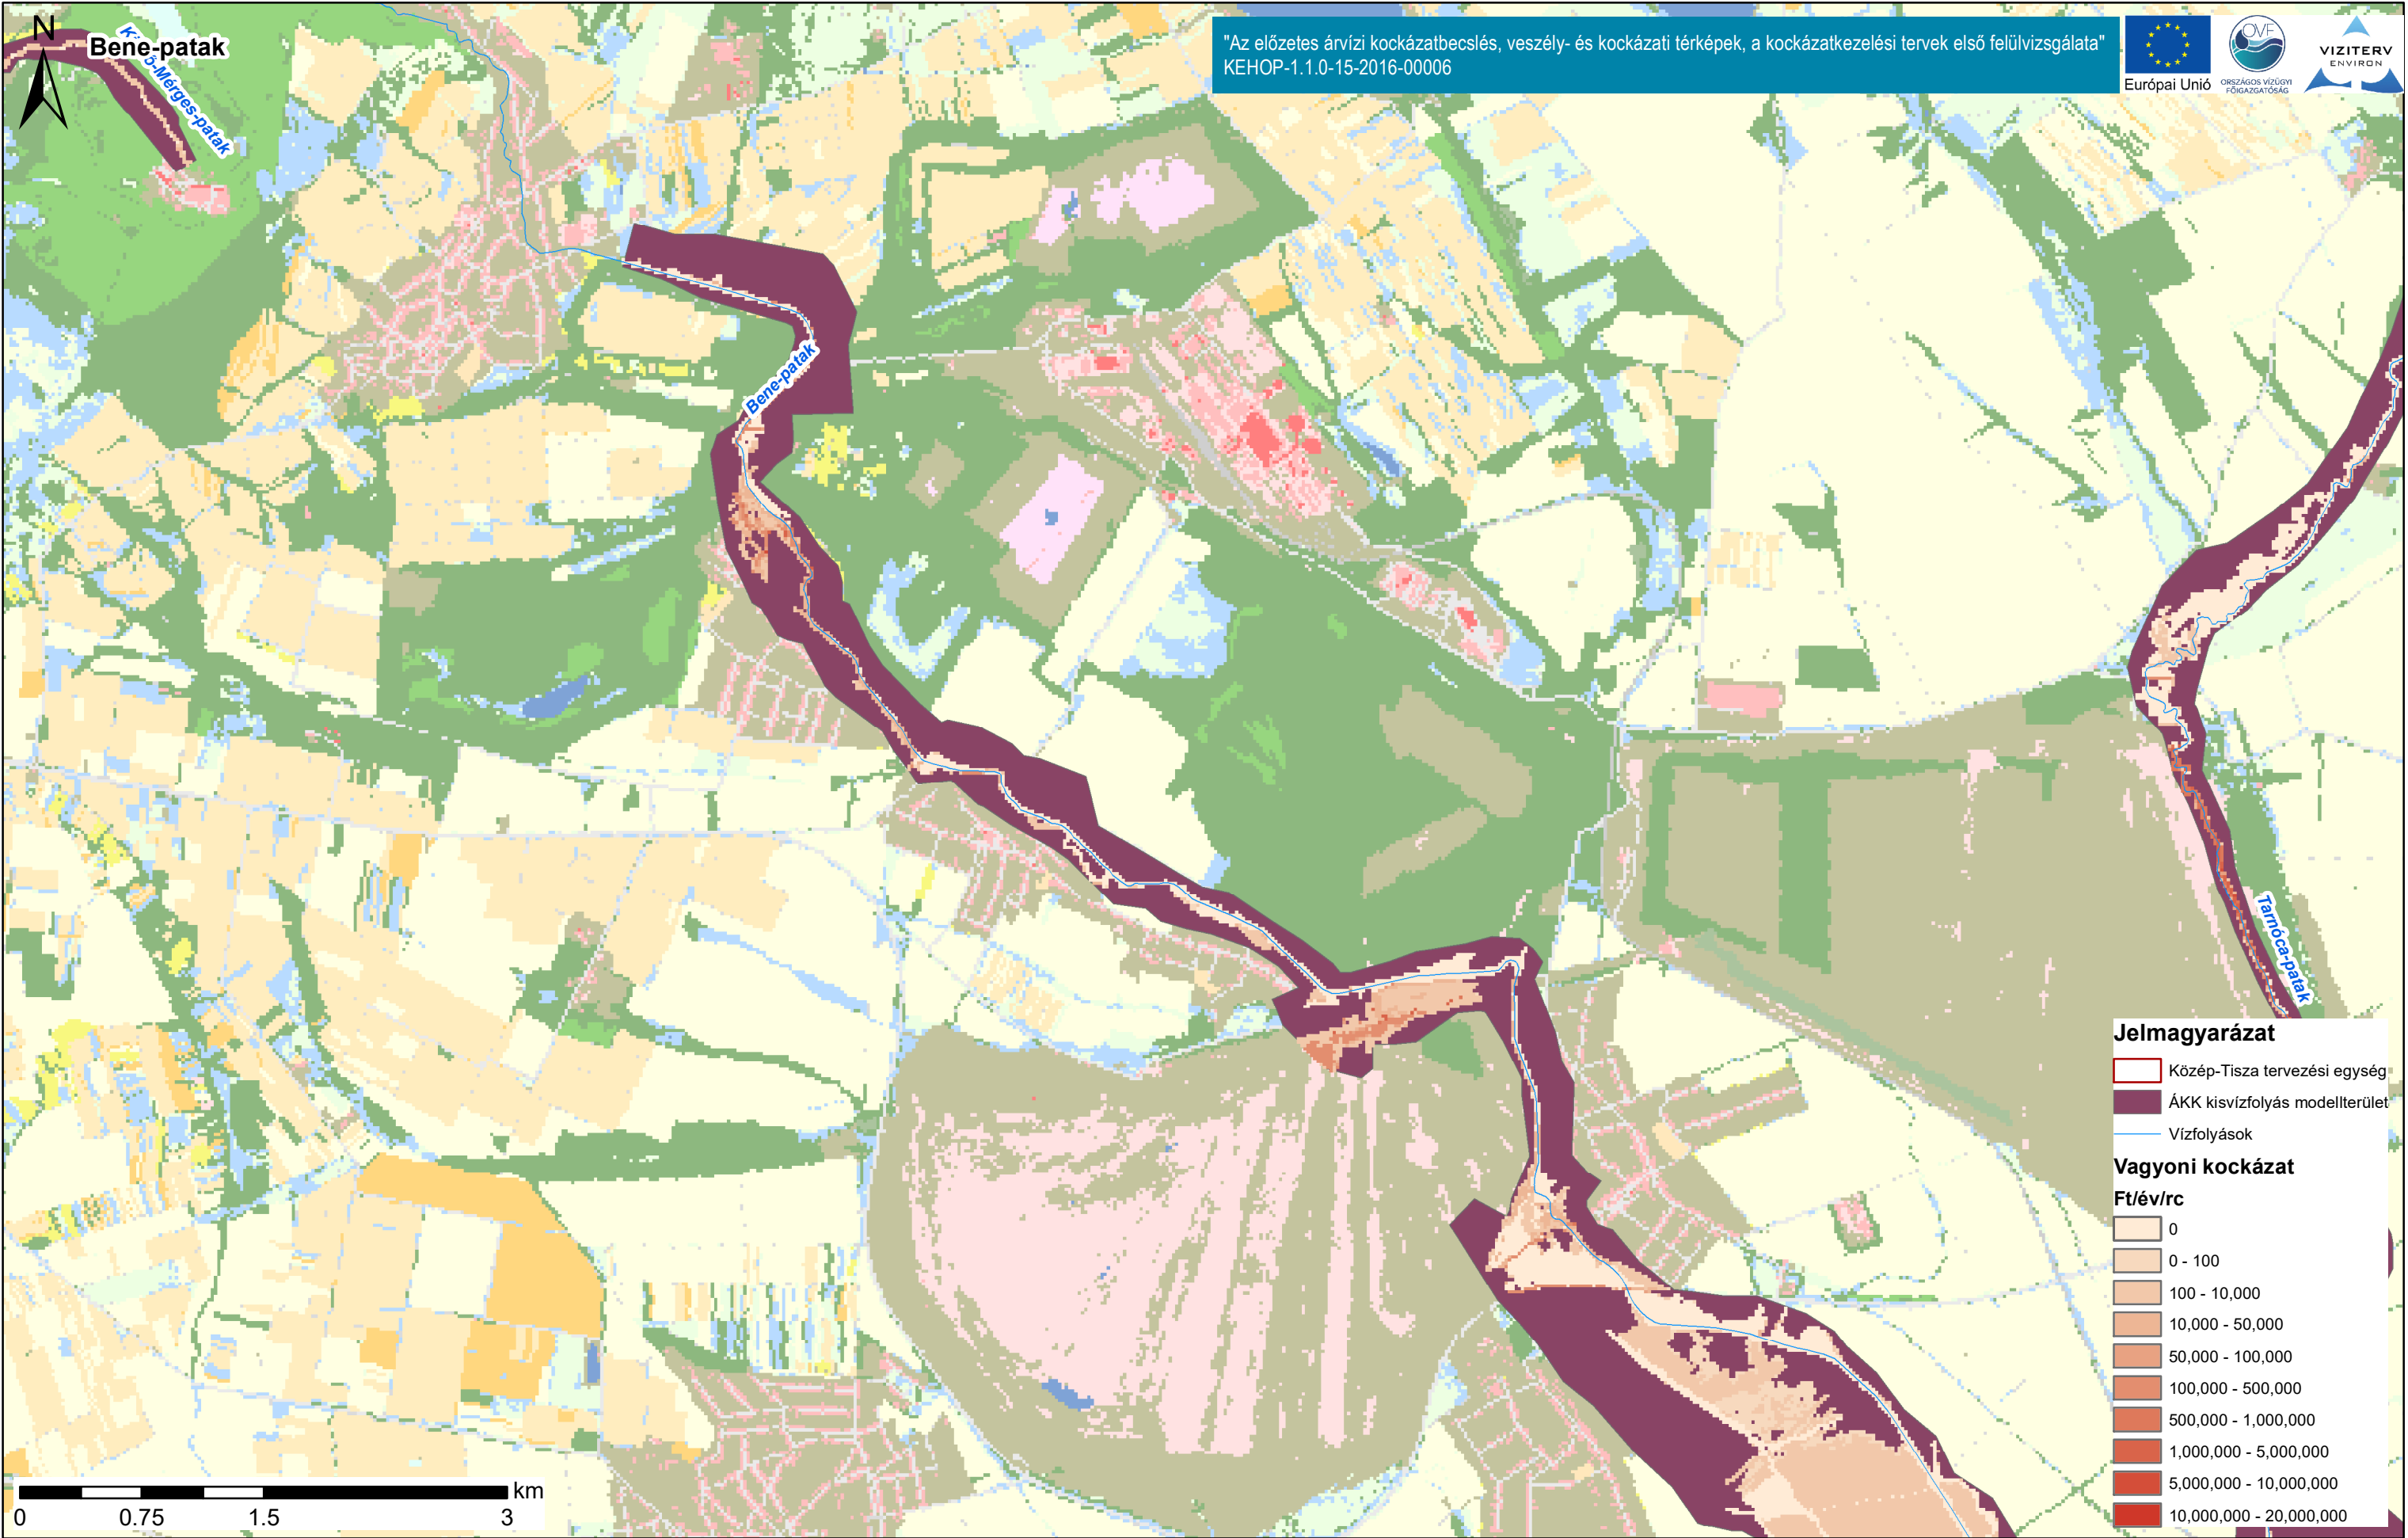 N
Bene-patak
"Az előzetes árvízi kockázatbecslés, veszély- és kockázati térképek, a kockázatkezelési tervek első felülvizsgálata"
KEHOP-1.1.0-15-2016-00006
Európai Unió
OVF
ORSZÁGOS VÍZÜGYI
FŐIGAZGATÓSÁG
VIZITERV
ENVIRON
Bene-patak
Tarnóca-patak
Jelmagyarázat
Közép-Tisza tervezési egység
ÁKK kisvízfolyás modellterület
Vízfolyások
Vagyoni kockázat
Ft/év/rc
0
0 - 100
100 - 10,000
10,000 - 50,000
50,000 - 100,000
100,000 - 500,000
500,000 - 1,000,000
1,000,000 - 5,000,000
5,000,000 - 10,000,000
10,000,000 - 20,000,000
km
0 0.75 1.5 3